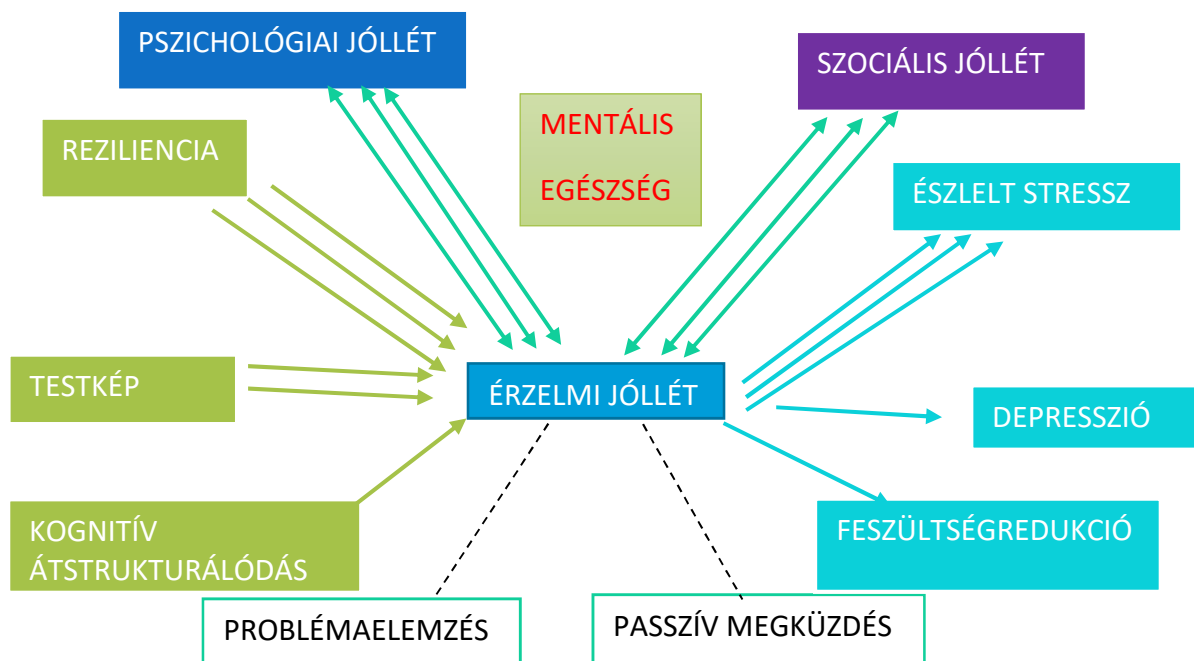 PSZICHOLÓGIAI JÓLLÉT
SZOCIÁLIS JÓLLÉT
MENTÁLIS
EGÉSZSÉG
REZILIENCIA
ÉSZLELT STRESSZ
TESTKÉP
ÉRZELMI JÓLLÉT
DEPRESSZIÓ
KOGNITÍV
ÁTSTRUKTURÁLÓDÁS
FESZÜLTSÉGREDUKCIÓ
PROBLÉMAELEMZÉS
PASSZÍV MEGKÜZDÉS